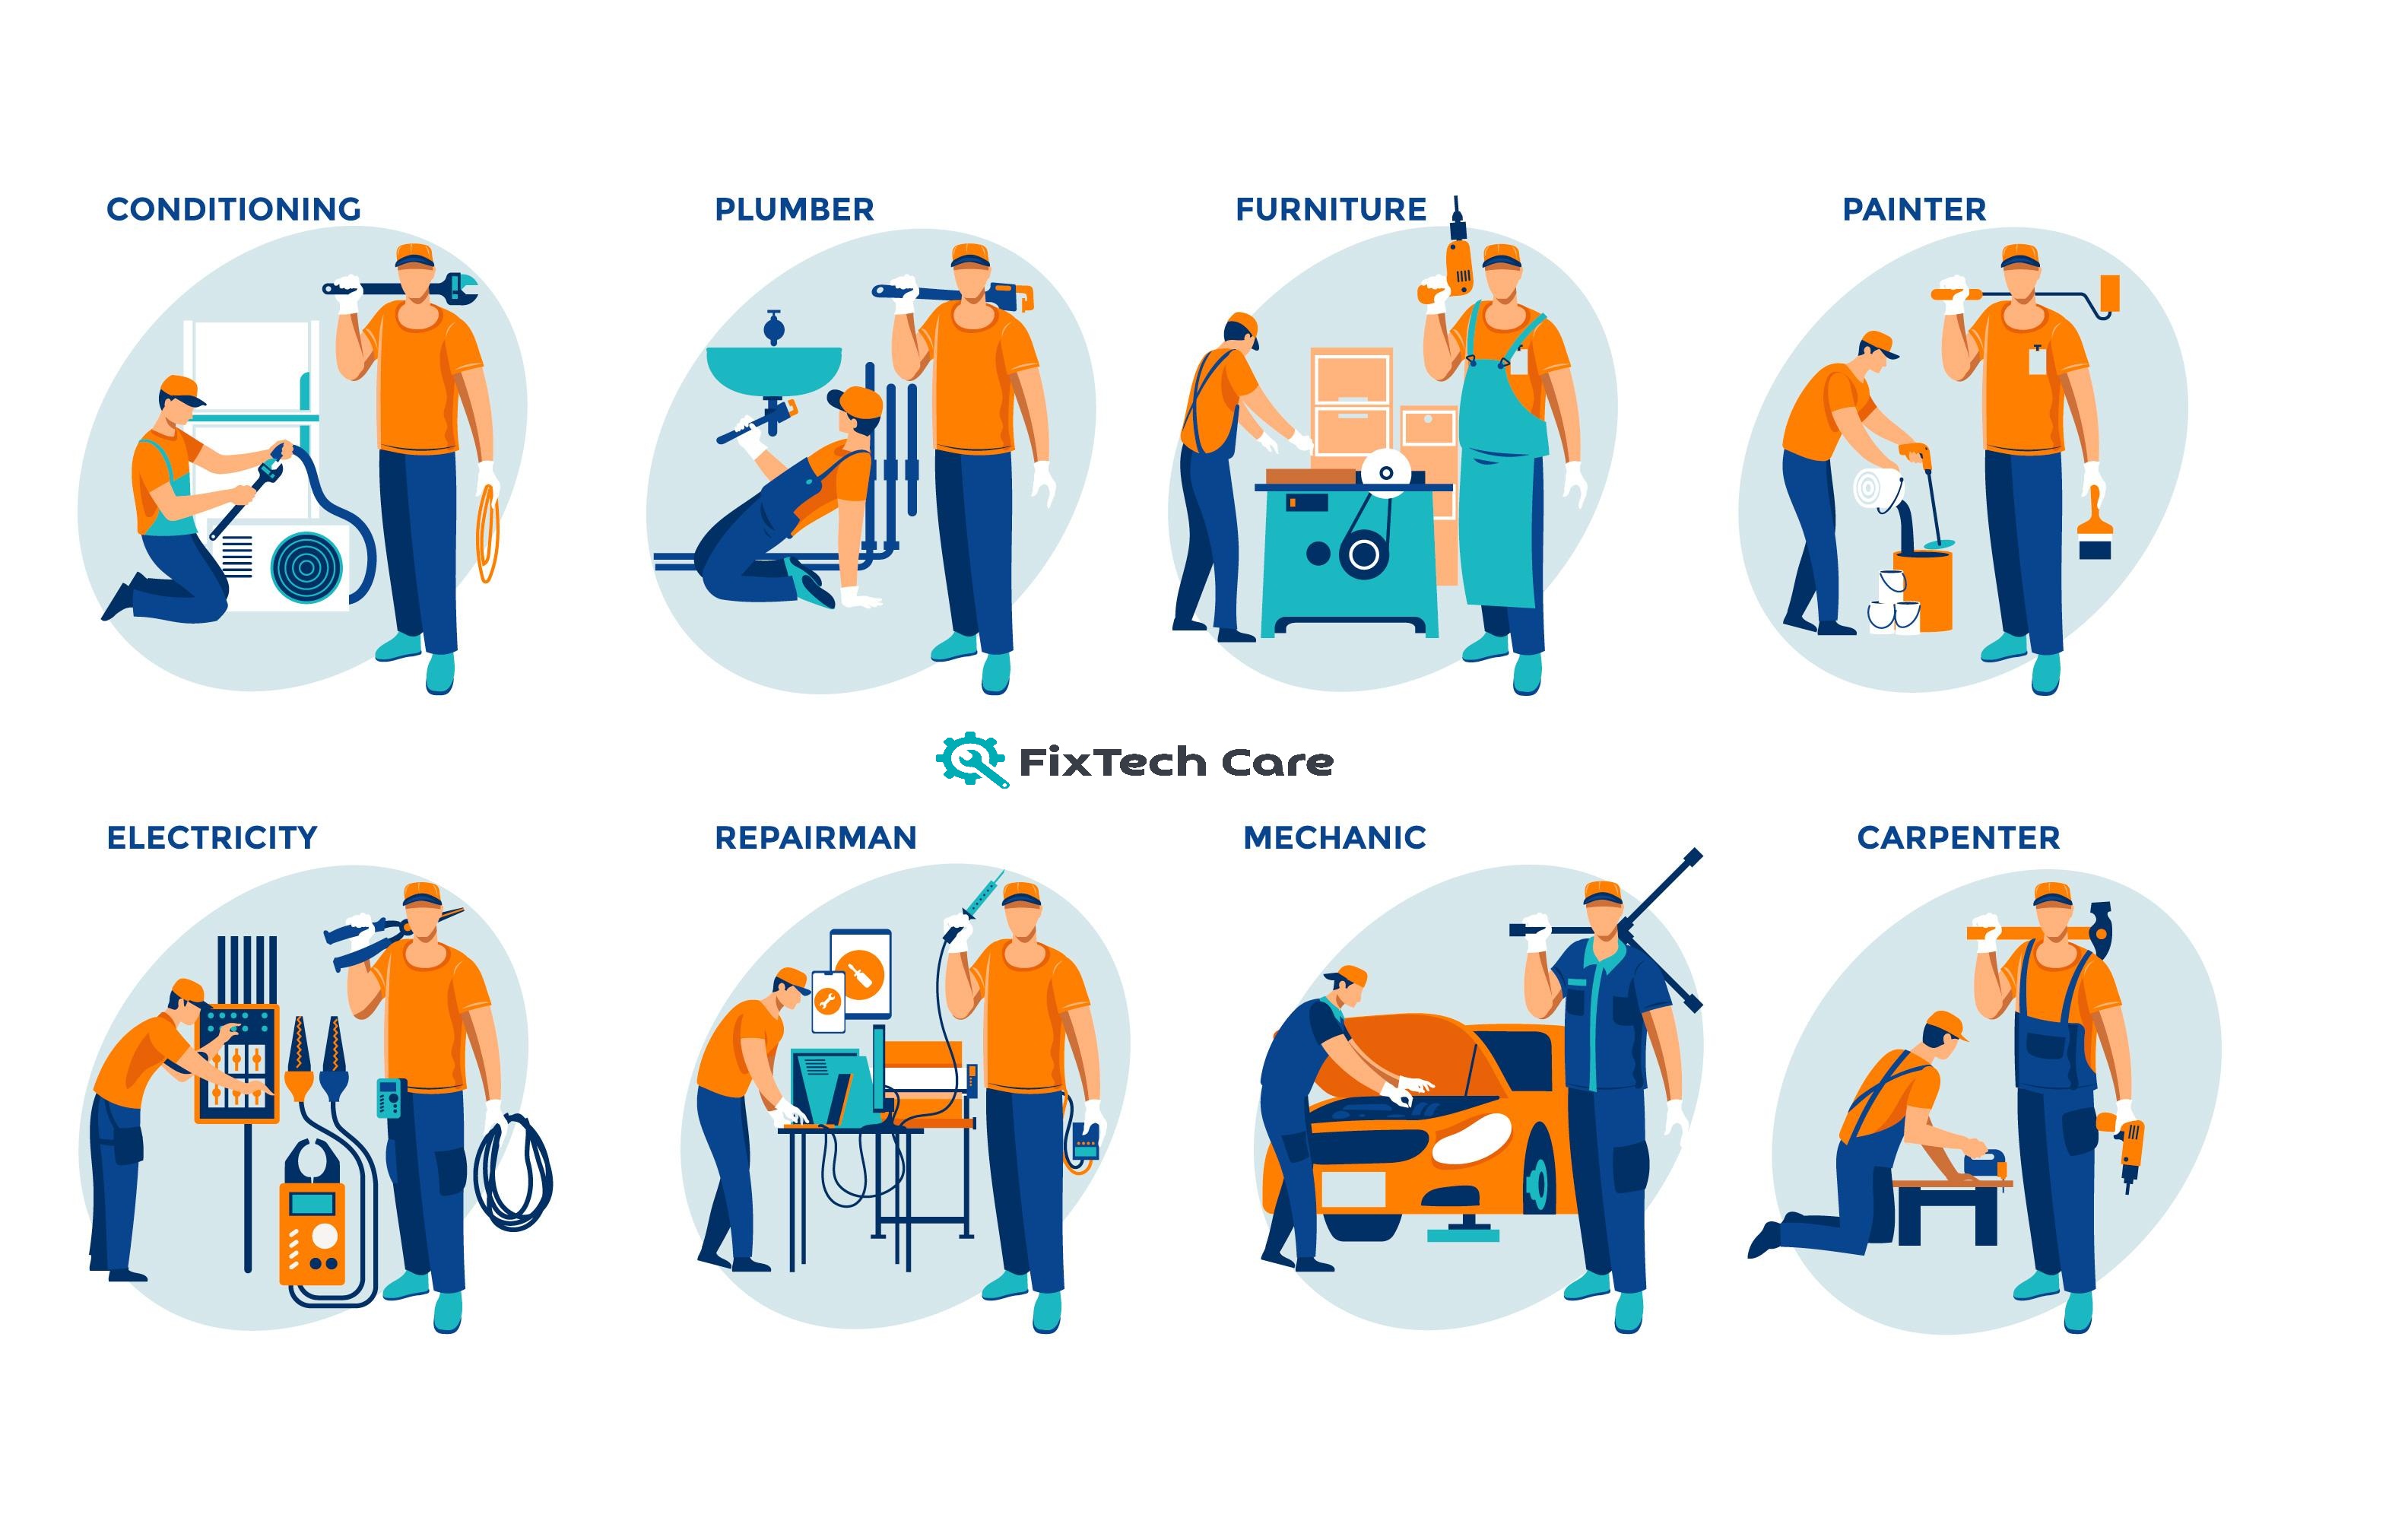 CONDITIONING
PLUMBER
FURNITURE
PAINTER
FixTech Care
ELECTRICITY
REPAIRMAN
MECHANIC
CARPENTER